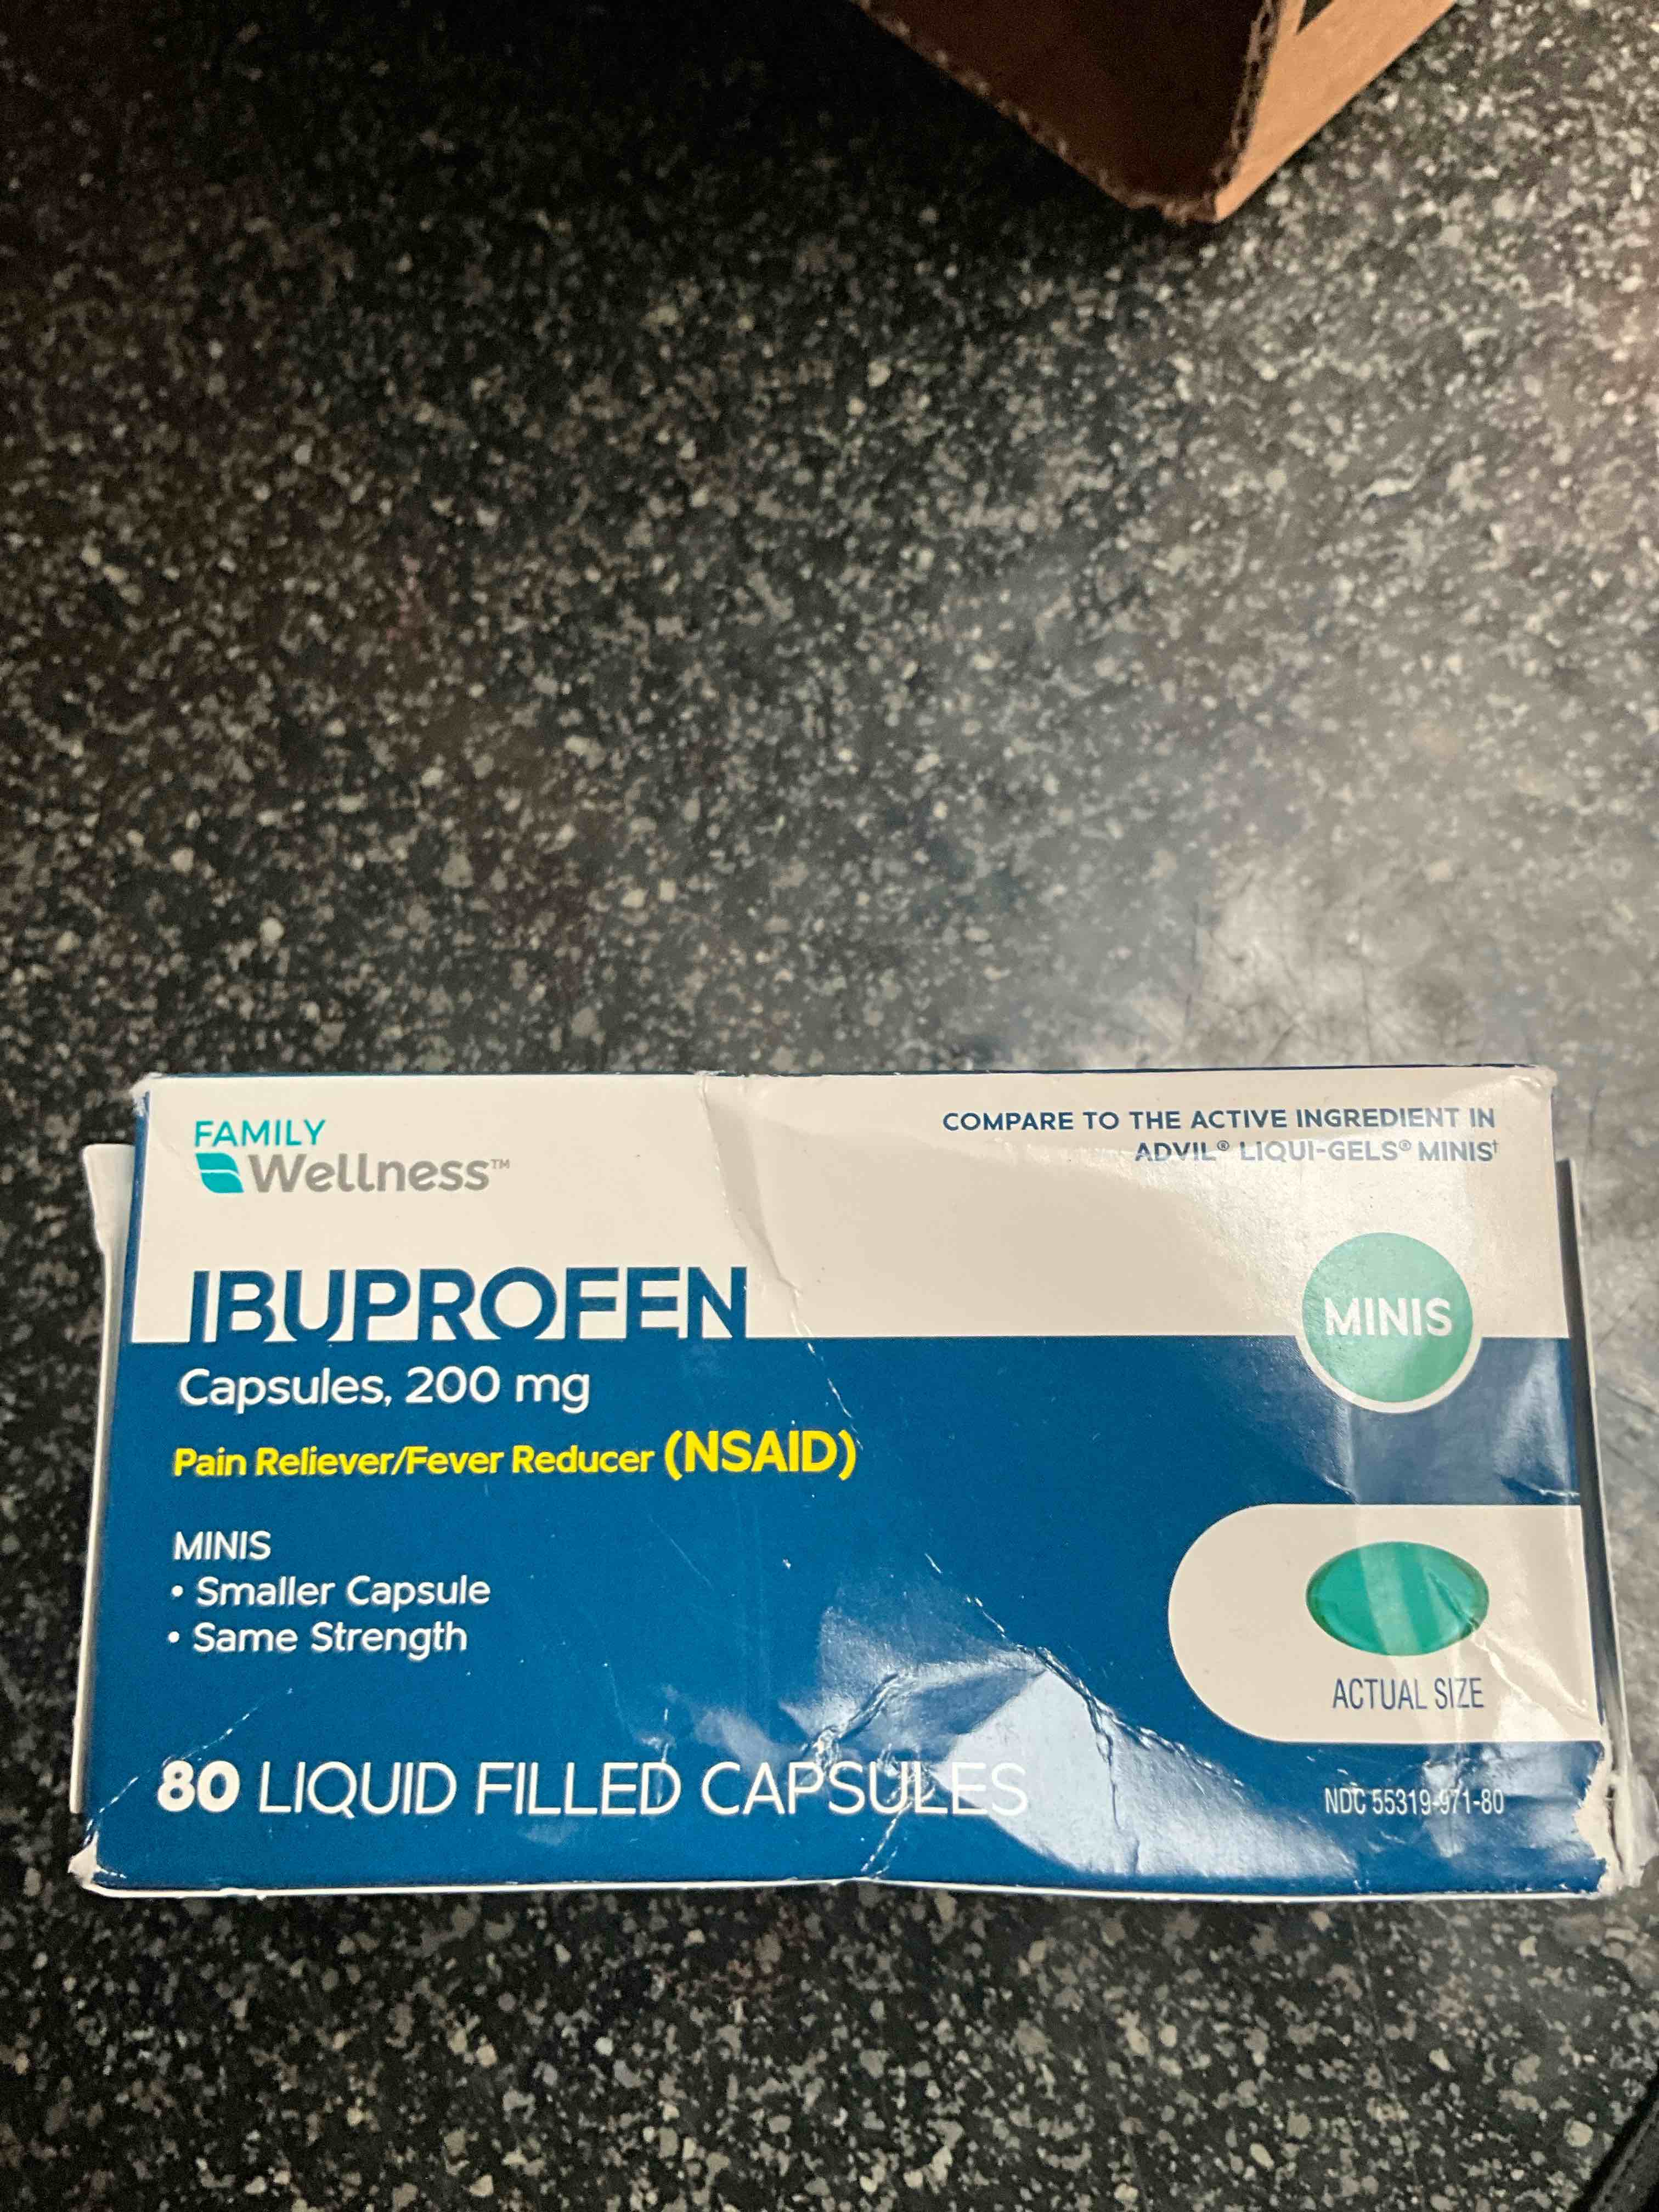 FAMILY
Wellness™
COMPARE TO THE ACTIVE INGREDIENT IN
ADVIL® LIQUI-GELS® MINIS†
IBUPROFEN
MINIS
Capsules, 200 mg
Pain Reliever/Fever Reducer (NSAID)
MINIS
• Smaller Capsule
• Same Strength
ACTUAL SIZE
80 LIQUID FILLED CAPSULES
NDC 55319-971-80